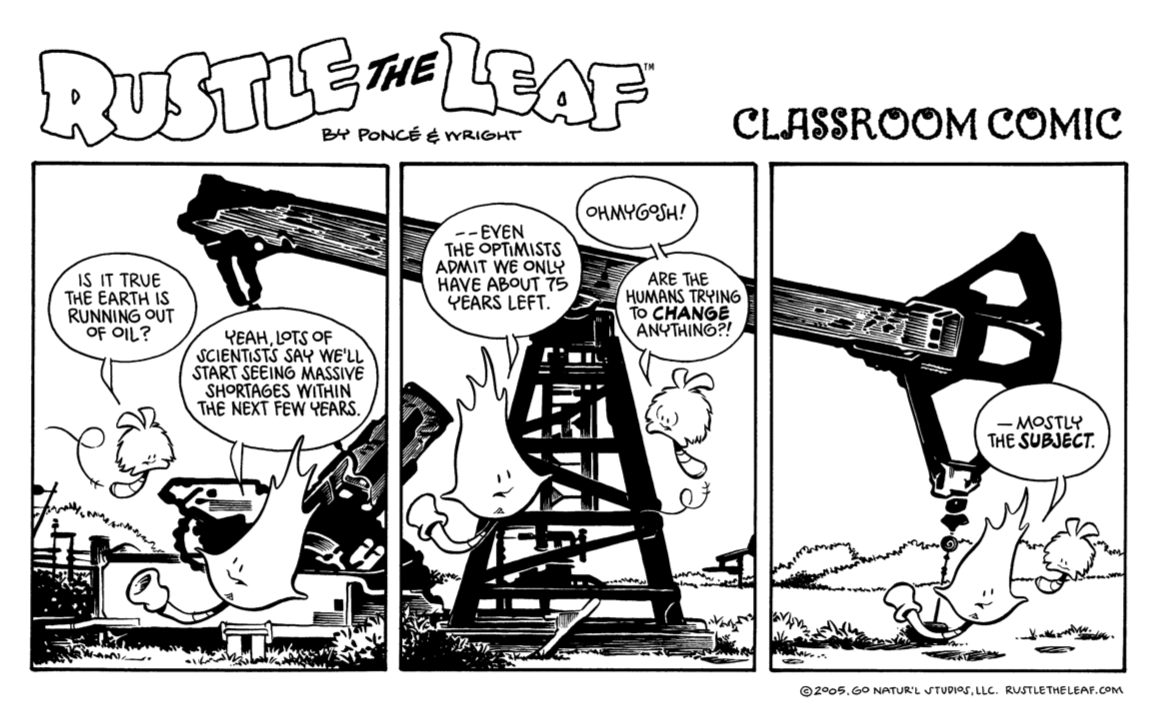 RUSTLE THE LEAF™
BY PONCÉ & WRIGHT
CLASSROOM COMIC
IS IT TRUE
THE EARTH IS
RUNNING OUT
OF OIL?
YEAH, LOTS OF
SCIENTISTS SAY WE'LL
START SEEING MASSIVE
SHORTAGES WITHIN
THE NEXT FEW YEARS.
--EVEN
THE OPTIMISTS
ADMIT WE ONLY
HAVE ABOUT 75
YEARS LEFT.
OHMYGOSH!
ARE THE
HUMANS TRYING
TO CHANGE
ANYTHING?!
— MOSTLY
THE SUBJECT.
©2005, GO NATUR'L STUDIOS, LLC. RUSTLETHELEAF.COM